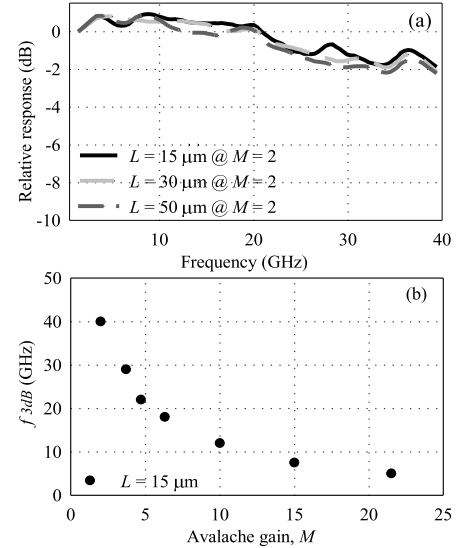 (a)
0
-2
-4
-6
-8
-10
Relative response (dB)
L = 15 μm @ M = 2
L = 30 μm @ M = 2
L = 50 μm @ M = 2
10 20 30 40
Frequency (GHz)
(b)
50
40
30
20
10
0
f 3dB (GHz)
L = 15 μm
0 5 10 15 20 25
Avalache gain, M